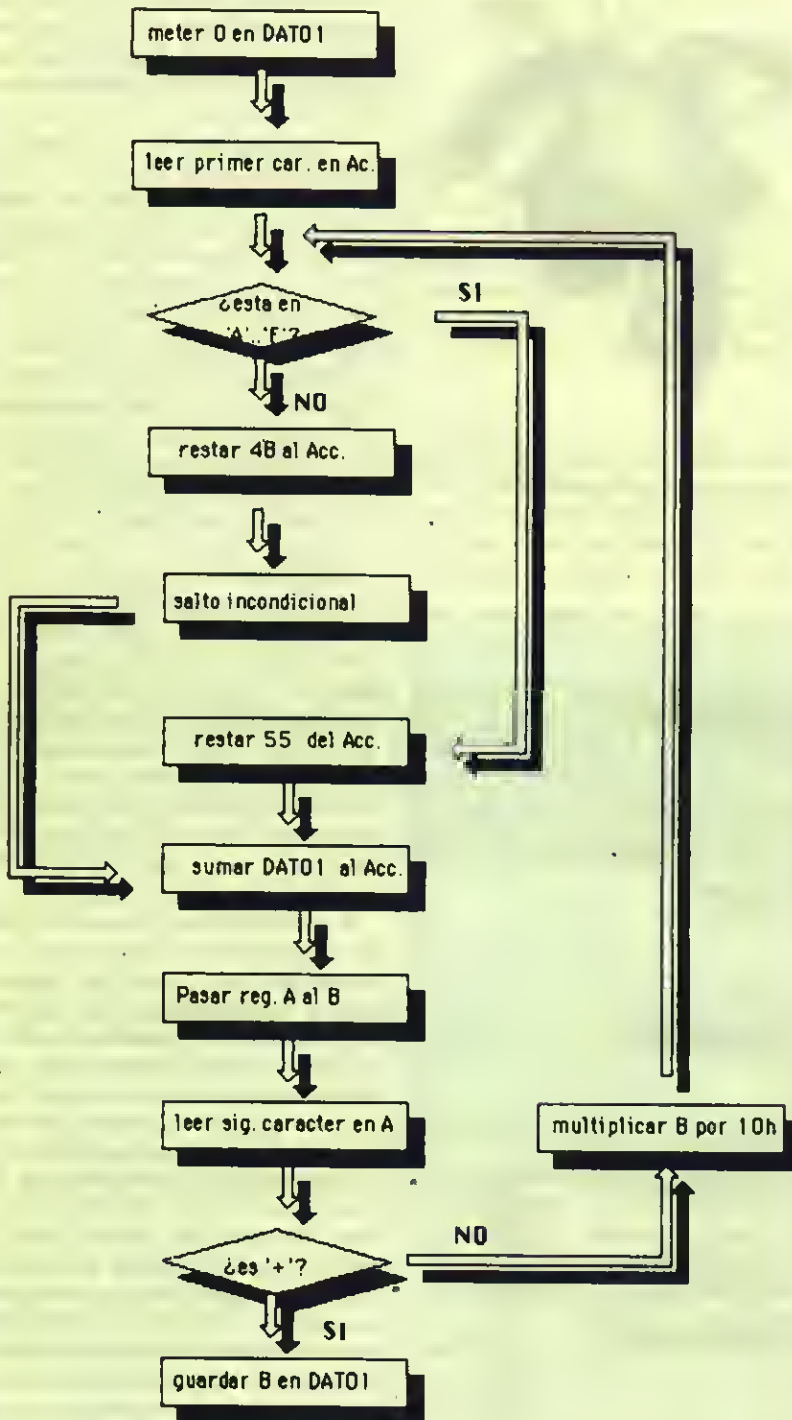 meter 0 en DATO1
leer primer car. en Ac.
¿esta en
'A'..'F'?
SI
NO
restar 48 al Acc.
salto incondicional
restar 55 del Acc.
sumar DATO1 al Acc.
Pasar reg. A al B
leer sig. caracter en A
multiplicar B por 10h
¿es '+'?
NO
SI
guardar B en DATO1